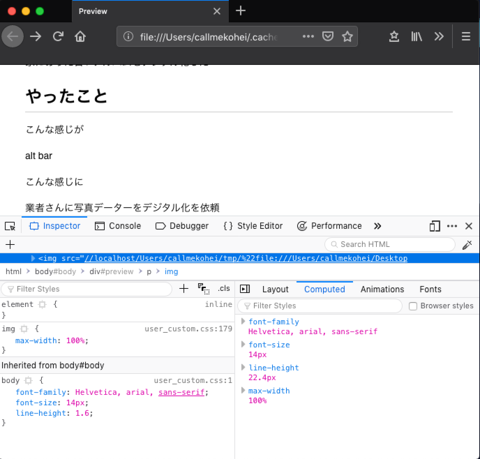 Preview
file:///Users/callmekohei/.cache
やったこと
こんな感じが
alt bar
こんな感じに
業者さんに写真データーをデジタル化を依頼
Inspector
Console
Debugger
Style Editor
Performance
Search HTML
<img src="//localhost/Users/callmekohei/tmp/%22file:///Users/callmekohei/Desktop
html > body#body > div#preview > p > img
Filter Styles
.cls
element { inline
}
img { user_custom.css:179
max-width: 100%;
}
Inherited from body#body
body { user_custom.css:1
font-family: Helvetica, arial, sans-serif;
font-size: 14px;
line-height: 1.6;
}
Layout
Computed
Animations
Fonts
Filter Styles
Browser styles
font-family
Helvetica, arial, sans-serif
font-size
14px
line-height
22.4px
max-width
100%